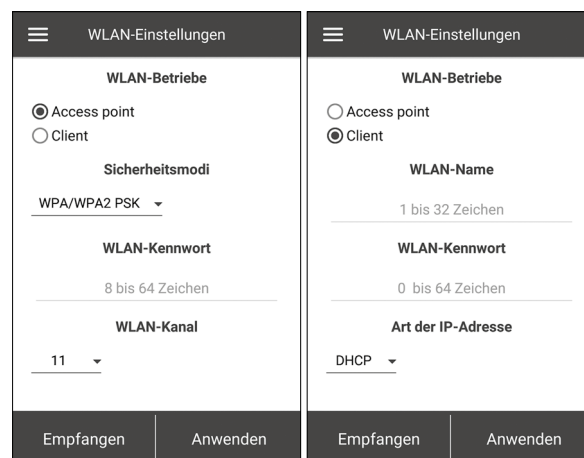 WLAN-Einstellungen
WLAN-Betriebe
Access point
Client
Sicherheitsmodi
WPA/WPA2 PSK
WLAN-Kennwort
8 bis 64 Zeichen
WLAN-Kanal
11
Empfangen
Anwenden
WLAN-Einstellungen
WLAN-Betriebe
Access point
Client
WLAN-Name
1 bis 32 Zeichen
WLAN-Kennwort
0 bis 64 Zeichen
Art der IP-Adresse
DHCP
Empfangen
Anwenden